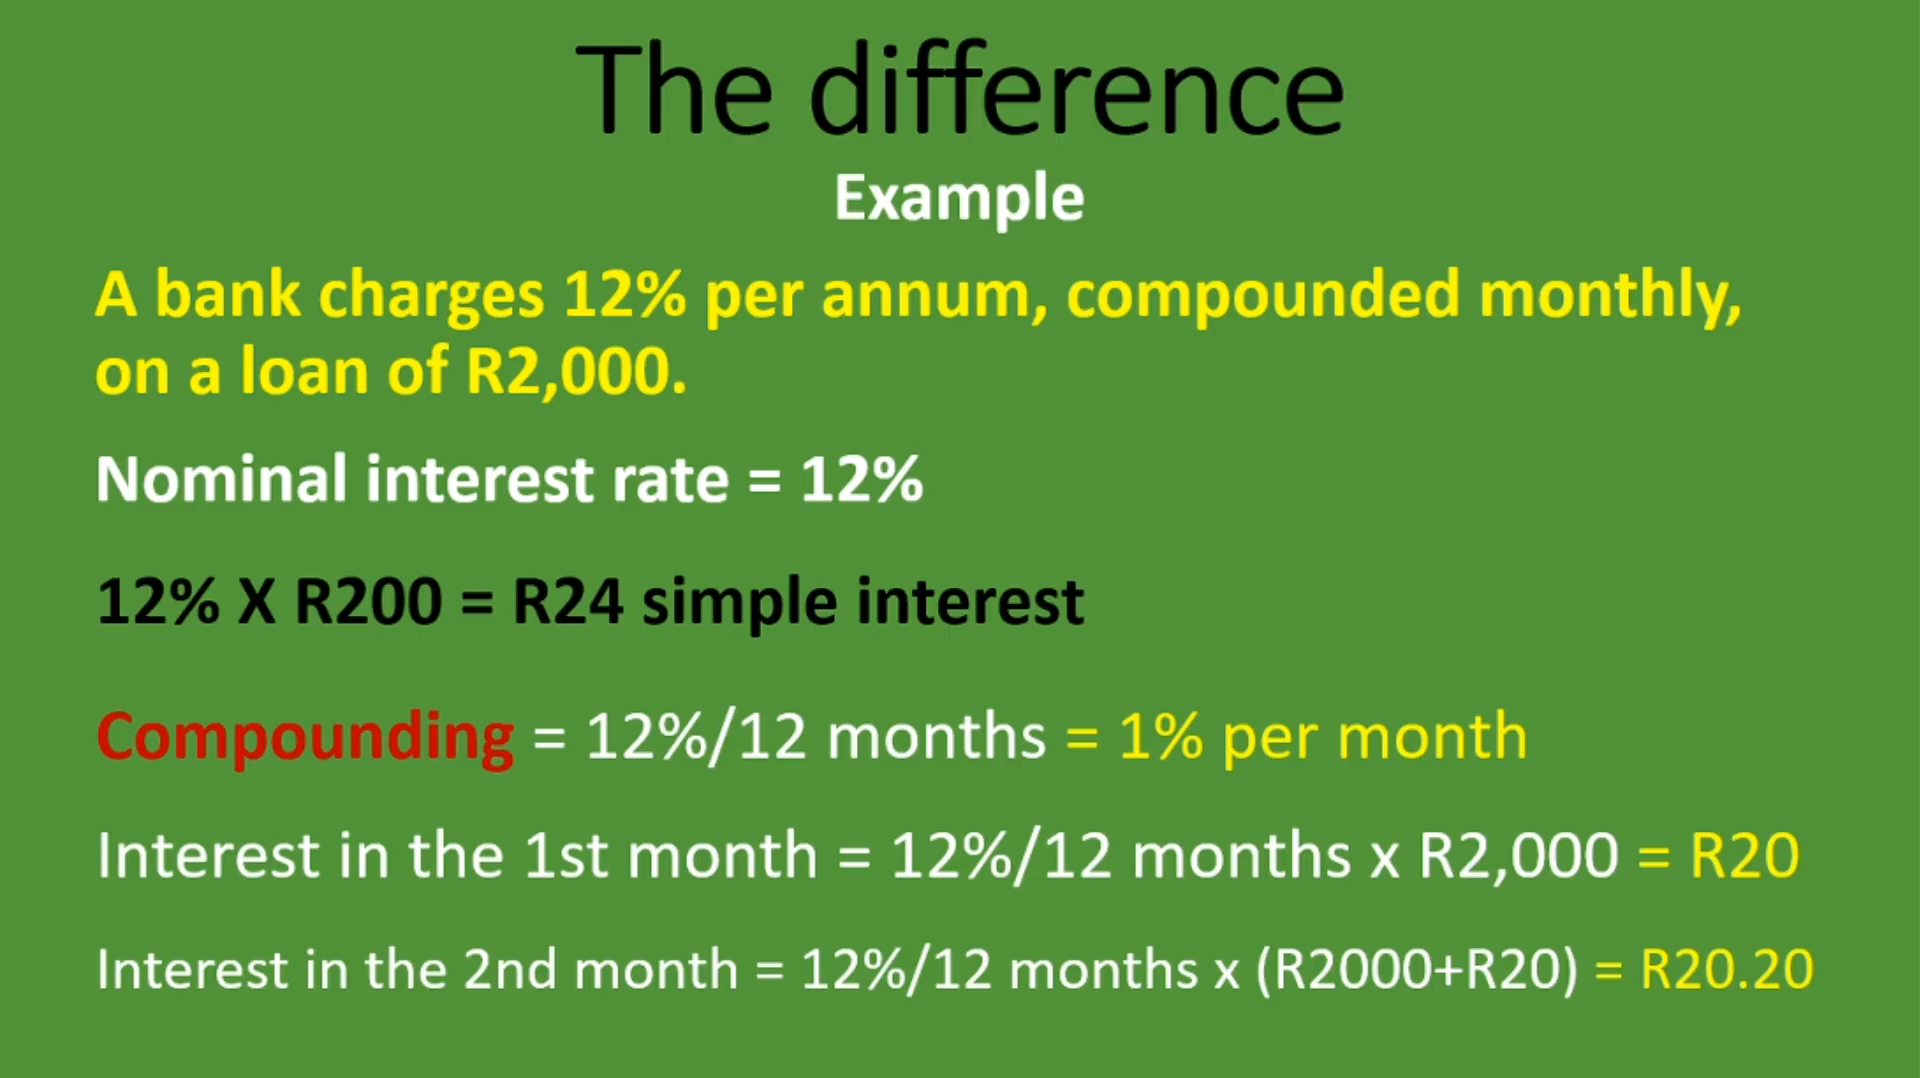 The difference
Example
A bank charges 12% per annum, compounded monthly,
on a loan of R2,000.
Nominal interest rate = 12%
12% X R200 = R24 simple interest
Compounding = 12%/12 months = 1% per month
Interest in the 1st month = 12%/12 months x R2,000 = R20
Interest in the 2nd month = 12%/12 months x (R2000+R20) = R20.20